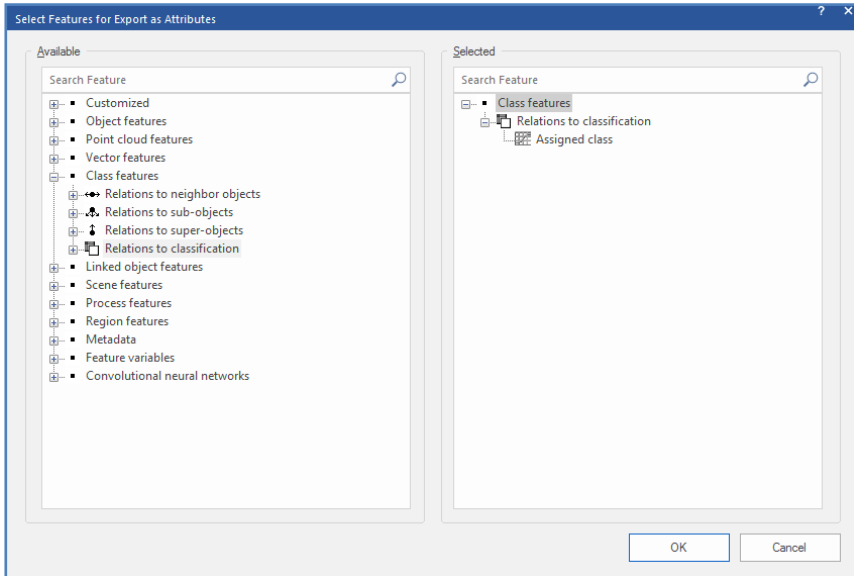 Select Features for Export as Attributes
? ×
Available
Search Feature
Customized
Object features
Point cloud features
Vector features
Class features
Relations to neighbor objects
Relations to sub-objects
Relations to super-objects
Relations to classification
Linked object features
Scene features
Process features
Region features
Metadata
Feature variables
Convolutional neural networks
Selected
Search Feature
Class features
Relations to classification
Assigned class
OK
Cancel